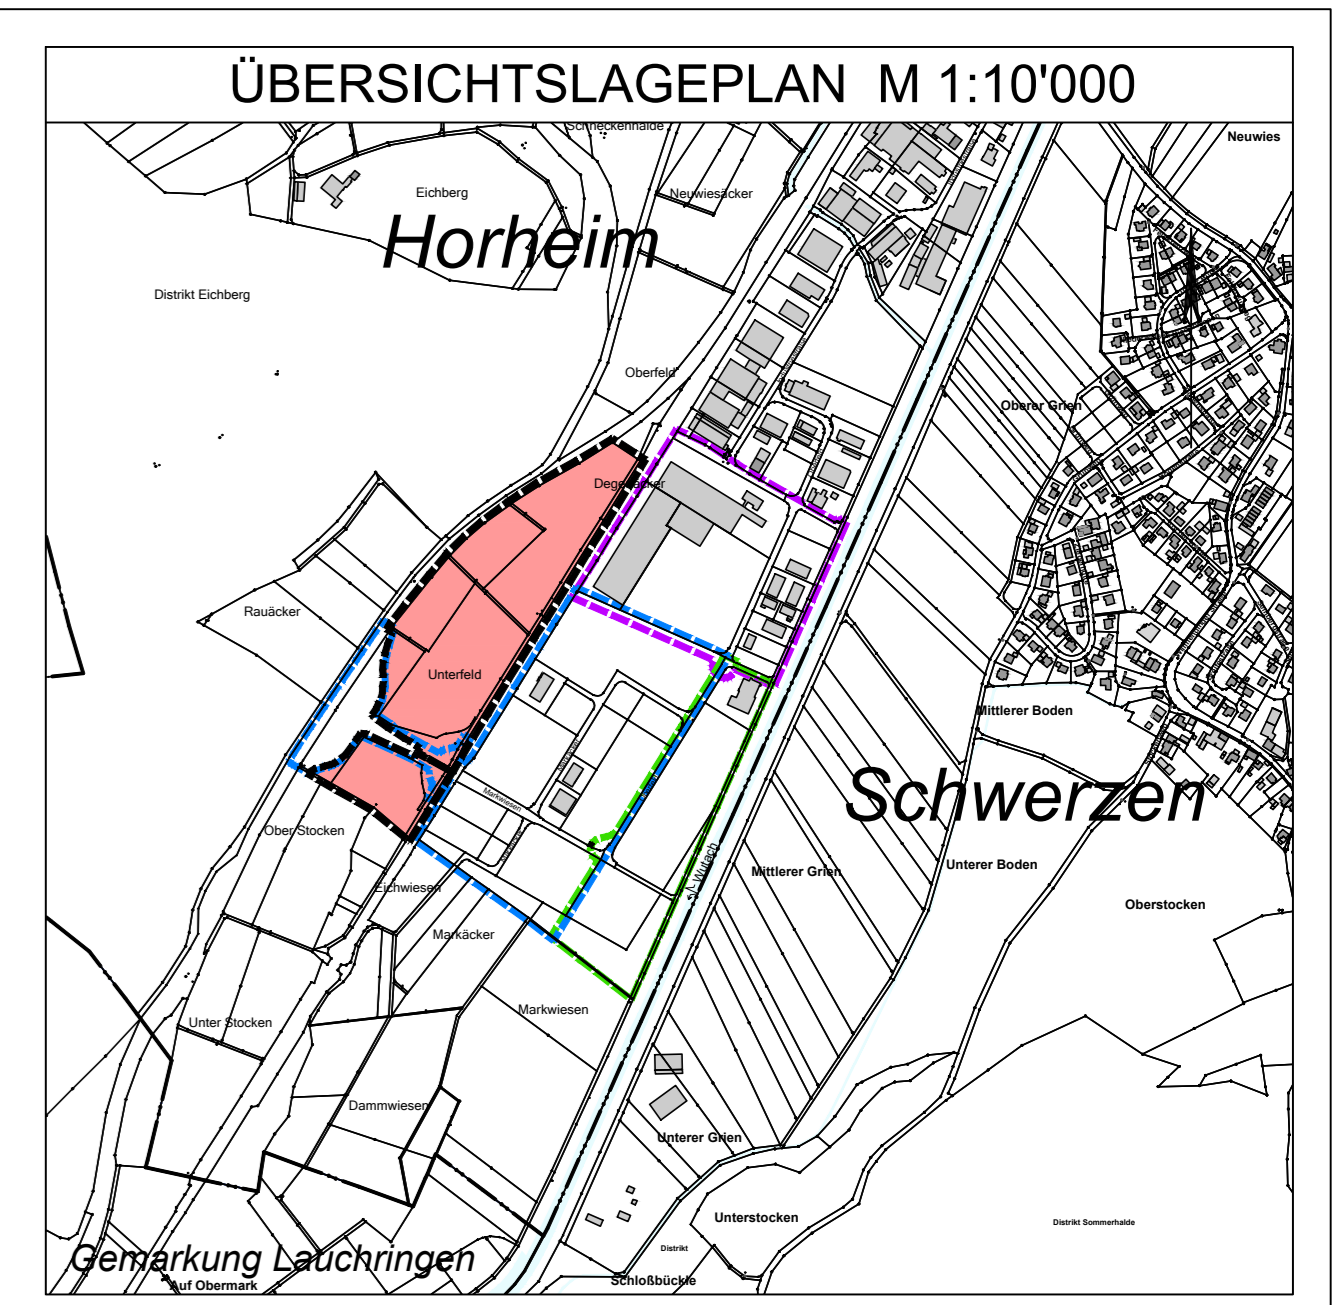 ÜBERSICHTSLAGEPLAN M 1:10'000
Schneckenhalde
Neuwies
Eichberg
Neuwiesäcker
Horheim
Distrikt Eichberg
Oberfeld
Oberer Grien
Degenäcker
Rauäcker
Unterfeld
Mittlerer Boden
Schwerzen
Markwiesen
Ober Stocken
Wutach
Mittlerer Grien
Unterer Boden
Eichwiesen
Oberstocken
Markäcker
Markwiesen
Unter Stocken
Dammwiesen
Unterer Grien
Unterstocken
Distrikt Sommerhalde
Distrikt
Gemarkung Lauchringen
Schloßbückle
Auf Obermark